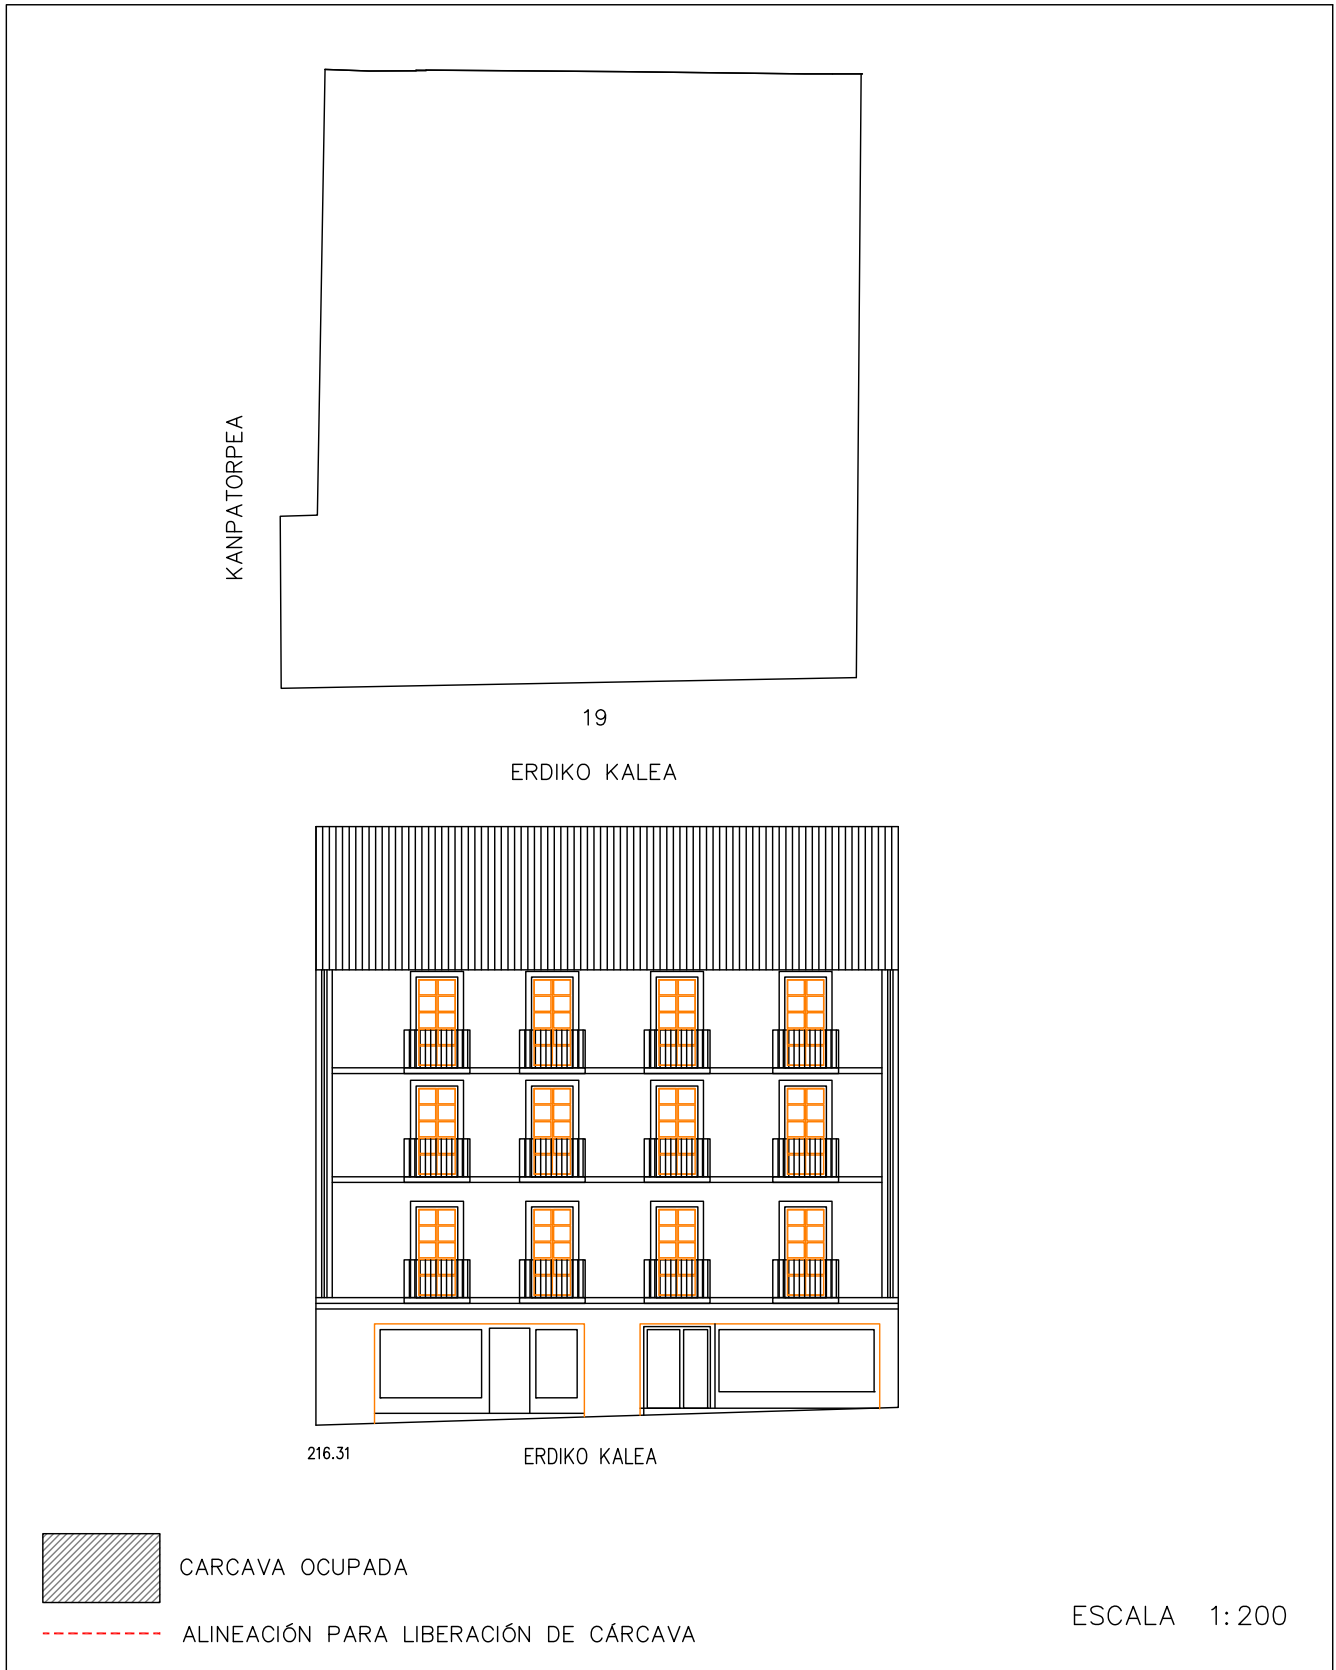 KANPATORPEA
19
ERDIKO KALEA
216.31
ERDIKO KALEA
CARCAVA OCUPADA
ALINEACIÓN PARA LIBERACIÓN DE CÁRCAVA
ESCALA 1:200